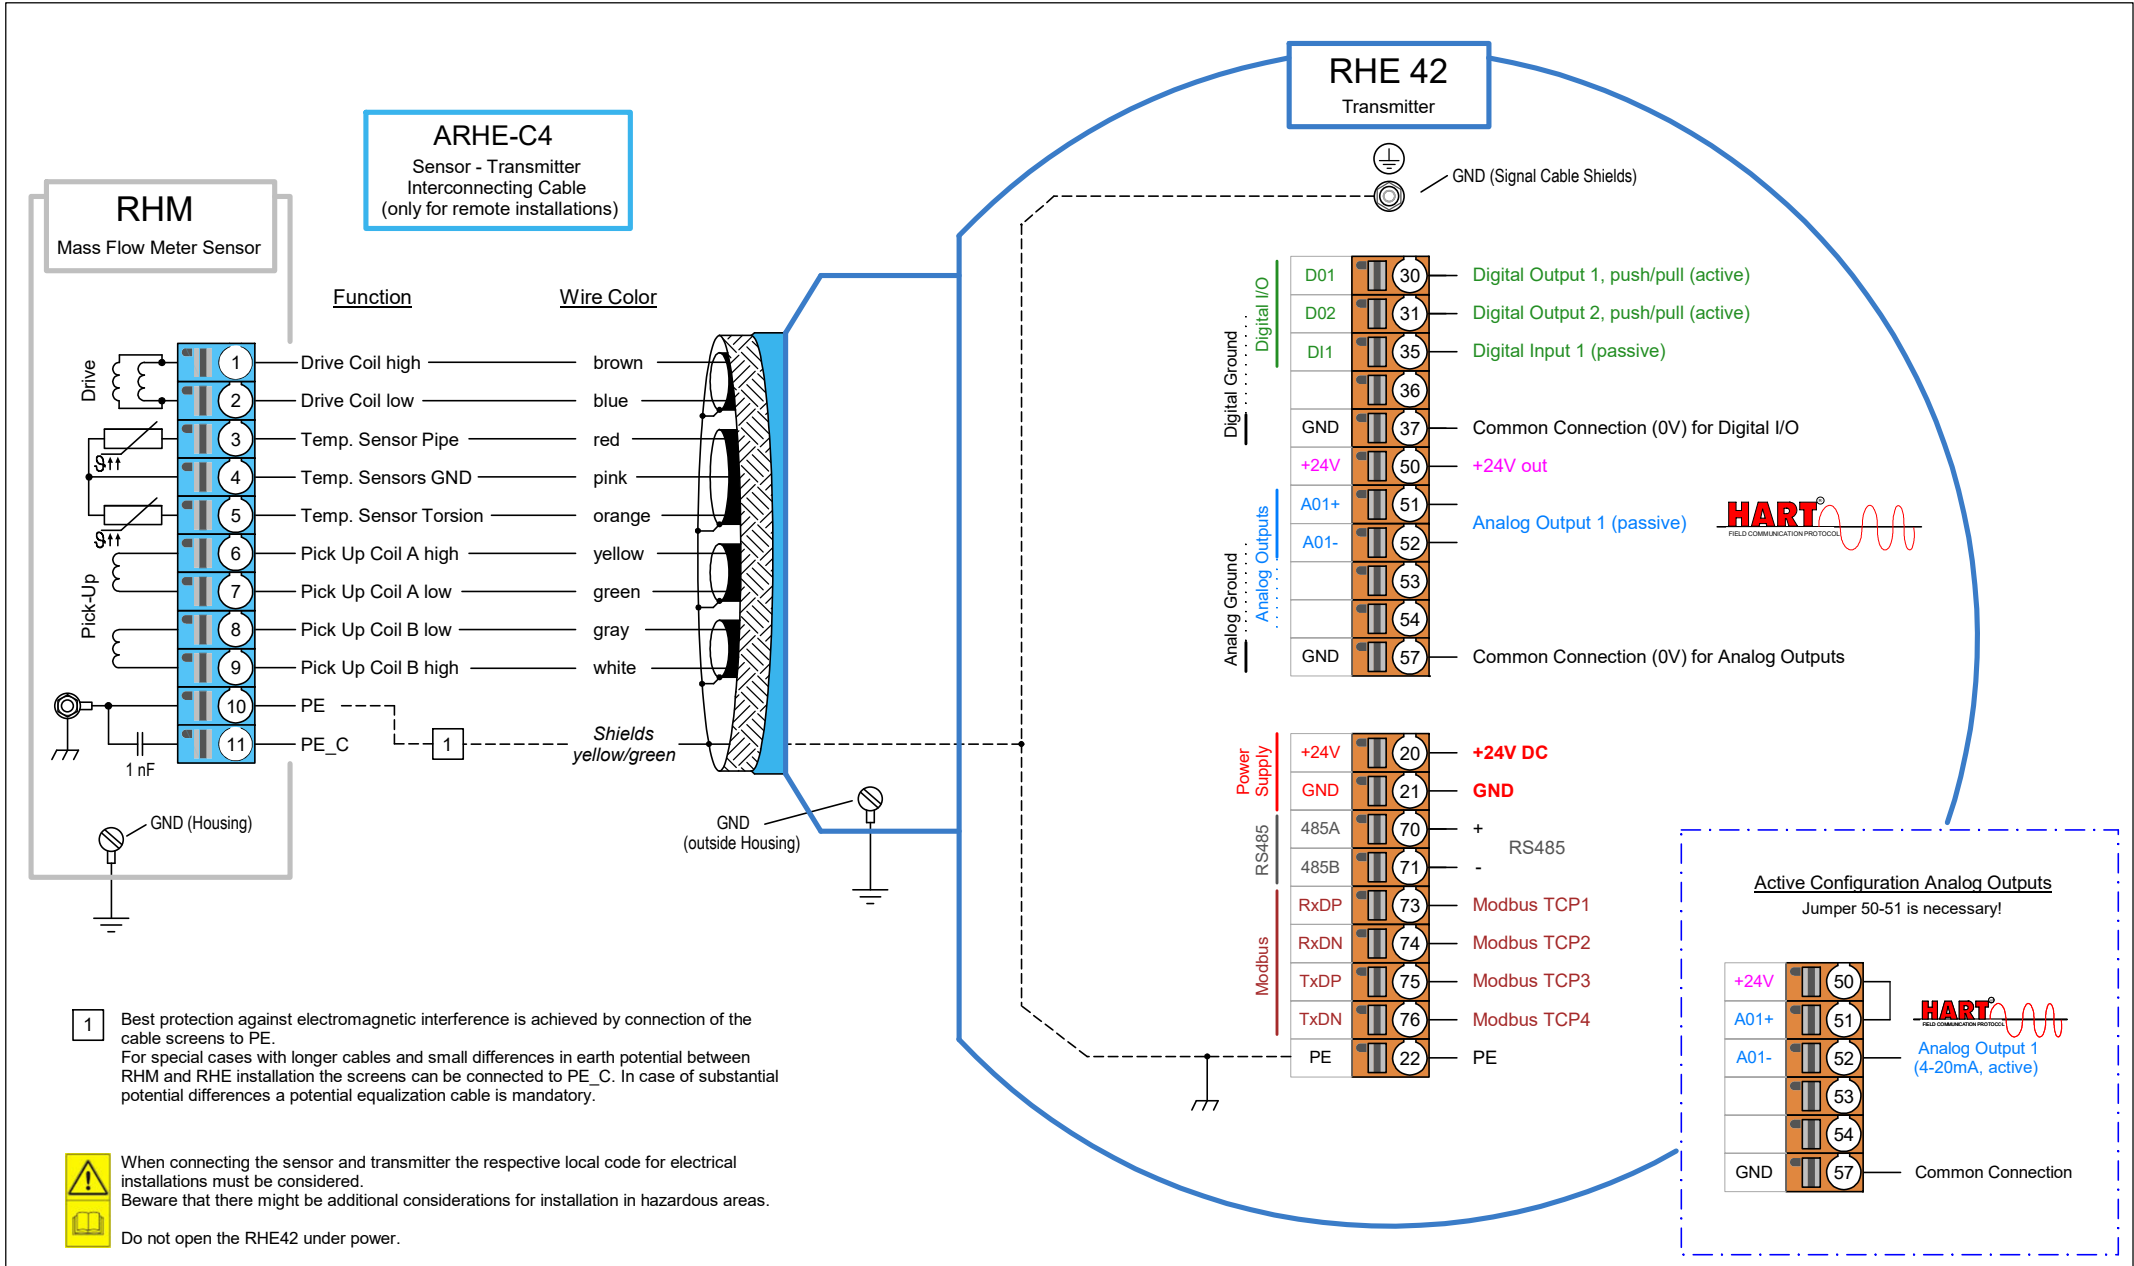 RHE 42
Transmitter
GND (Signal Cable Shields)
ARHE-C4
Sensor - Transmitter
Interconnecting Cable
(only for remote installations)
RHM
Mass Flow Meter Sensor
Function Wire Color
Drive
1 Drive Coil high brown
2 Drive Coil low blue
3 Temp. Sensor Pipe red
ϑ↑↑
4 Temp. Sensors GND pink
5 Temp. Sensor Torsion orange
ϑ↑↑
Pick-Up
6 Pick Up Coil A high yellow
7 Pick Up Coil A low green
8 Pick Up Coil B low gray
9 Pick Up Coil B high white
10 PE
11 PE_C 1 Shields
yellow/green
1 nF
GND (Housing)
GND
(outside Housing)
Digital Ground
Digital I/O
D01 30 Digital Output 1, push/pull (active)
D02 31 Digital Output 2, push/pull (active)
DI1 35 Digital Input 1 (passive)
36
GND 37 Common Connection (0V) for Digital I/O
+24V 50 +24V out
Analog Ground
Analog Outputs
A01+ 51
Analog Output 1 (passive)
HART®
FIELD COMMUNICATION PROTOCOL
A01- 52
53
54
GND 57 Common Connection (0V) for Analog Outputs
Power
Supply
+24V 20 +24V DC
GND 21 GND
RS485
485A 70 +
RS485
485B 71 -
Modbus
RxDP 73 Modbus TCP1
RxDN 74 Modbus TCP2
TxDP 75 Modbus TCP3
TxDN 76 Modbus TCP4
PE 22 PE
Active Configuration Analog Outputs
Jumper 50-51 is necessary!
+24V 50
A01+ 51
HART®
FIELD COMMUNICATION PROTOCOL
A01- 52 Analog Output 1
(4-20mA, active)
53
54
GND 57 Common Connection
1 Best protection against electromagnetic interference is achieved by connection of the
cable screens to PE.
For special cases with longer cables and small differences in earth potential between
RHM and RHE installation the screens can be connected to PE_C. In case of substantial
potential differences a potential equalization cable is mandatory.
When connecting the sensor and transmitter the respective local code for electrical
installations must be considered.
Beware that there might be additional considerations for installation in hazardous areas.
Do not open the RHE42 under power.